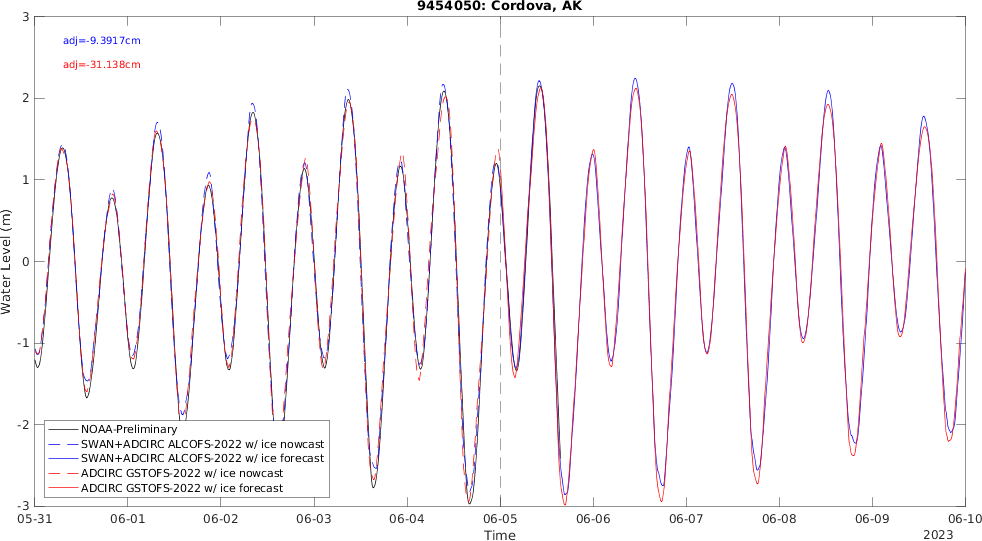 9454050: Cordova, AK
adj=-9.3917cm
adj=-31.138cm
3
2
1
0
-1
-2
-3
Water Level (m)
NOAA-Preliminary
SWAN+ADCIRC ALCOFS-2022 w/ ice nowcast
SWAN+ADCIRC ALCOFS-2022 w/ ice forecast
ADCIRC GSTOFS-2022 w/ ice nowcast
ADCIRC GSTOFS-2022 w/ ice forecast
05-31 06-01 06-02 06-03 06-04 06-05 06-06 06-07 06-08 06-09 06-10
Time
2023